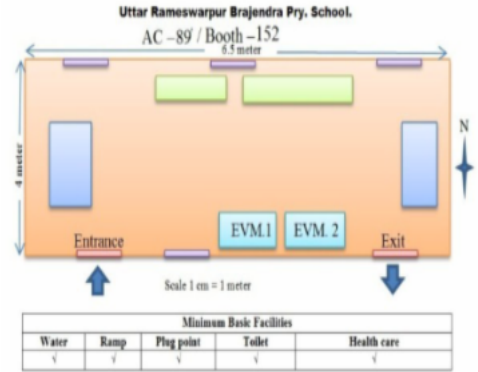 Uttar Rameswarpur Brajendra Pry. School.
AC –89 / Booth –152
6.5 meter
4 meter
N
EVM.1 EVM. 2
Entrance Exit
Scale 1 cm = 1 meter
Minimum Basic Facilities
Water Ramp Plug point Toilet Health care
√ √ √ √ √